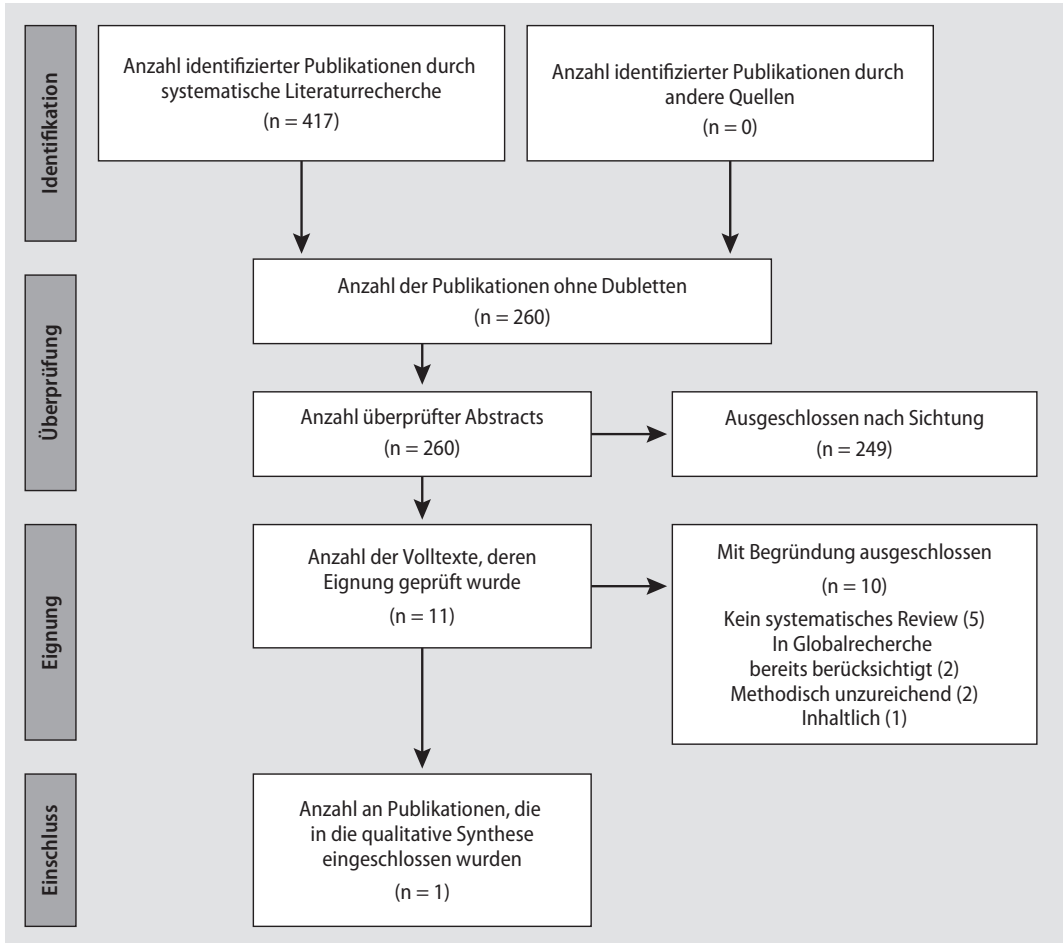 Identifikation
Anzahl identifizierter Publikationen durch
systematische Literaturrecherche
(n = 417)
Anzahl identifizierter Publikationen durch
andere Quellen
(n = 0)
Überprüfung
Anzahl der Publikationen ohne Dubletten
(n = 260)
Anzahl überprüfter Abstracts
(n = 260)
Ausgeschlossen nach Sichtung
(n = 249)
Eignung
Anzahl der Volltexte, deren
Eignung geprüft wurde
(n = 11)
Mit Begründung ausgeschlossen
(n = 10)
Kein systematisches Review (5)
In Globalrecherche
bereits berücksichtigt (2)
Methodisch unzureichend (2)
Inhaltlich (1)
Einschluss
Anzahl an Publikationen, die
in die qualitative Synthese
eingeschlossen wurden
(n = 1)